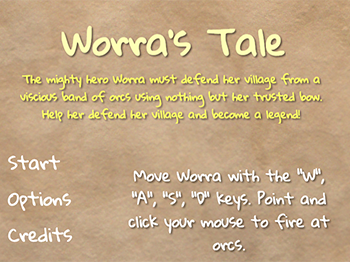 Worra's Tale
The mighty hero Worra must defend her village from a
viscious band of orcs using nothing but her trusted bow.
Help her defend her village and become a legend!
Start
Options
Credits
Move Worra with the "W",
"A", "S", "D" keys. Point and
click your mouse to fire at
orcs.